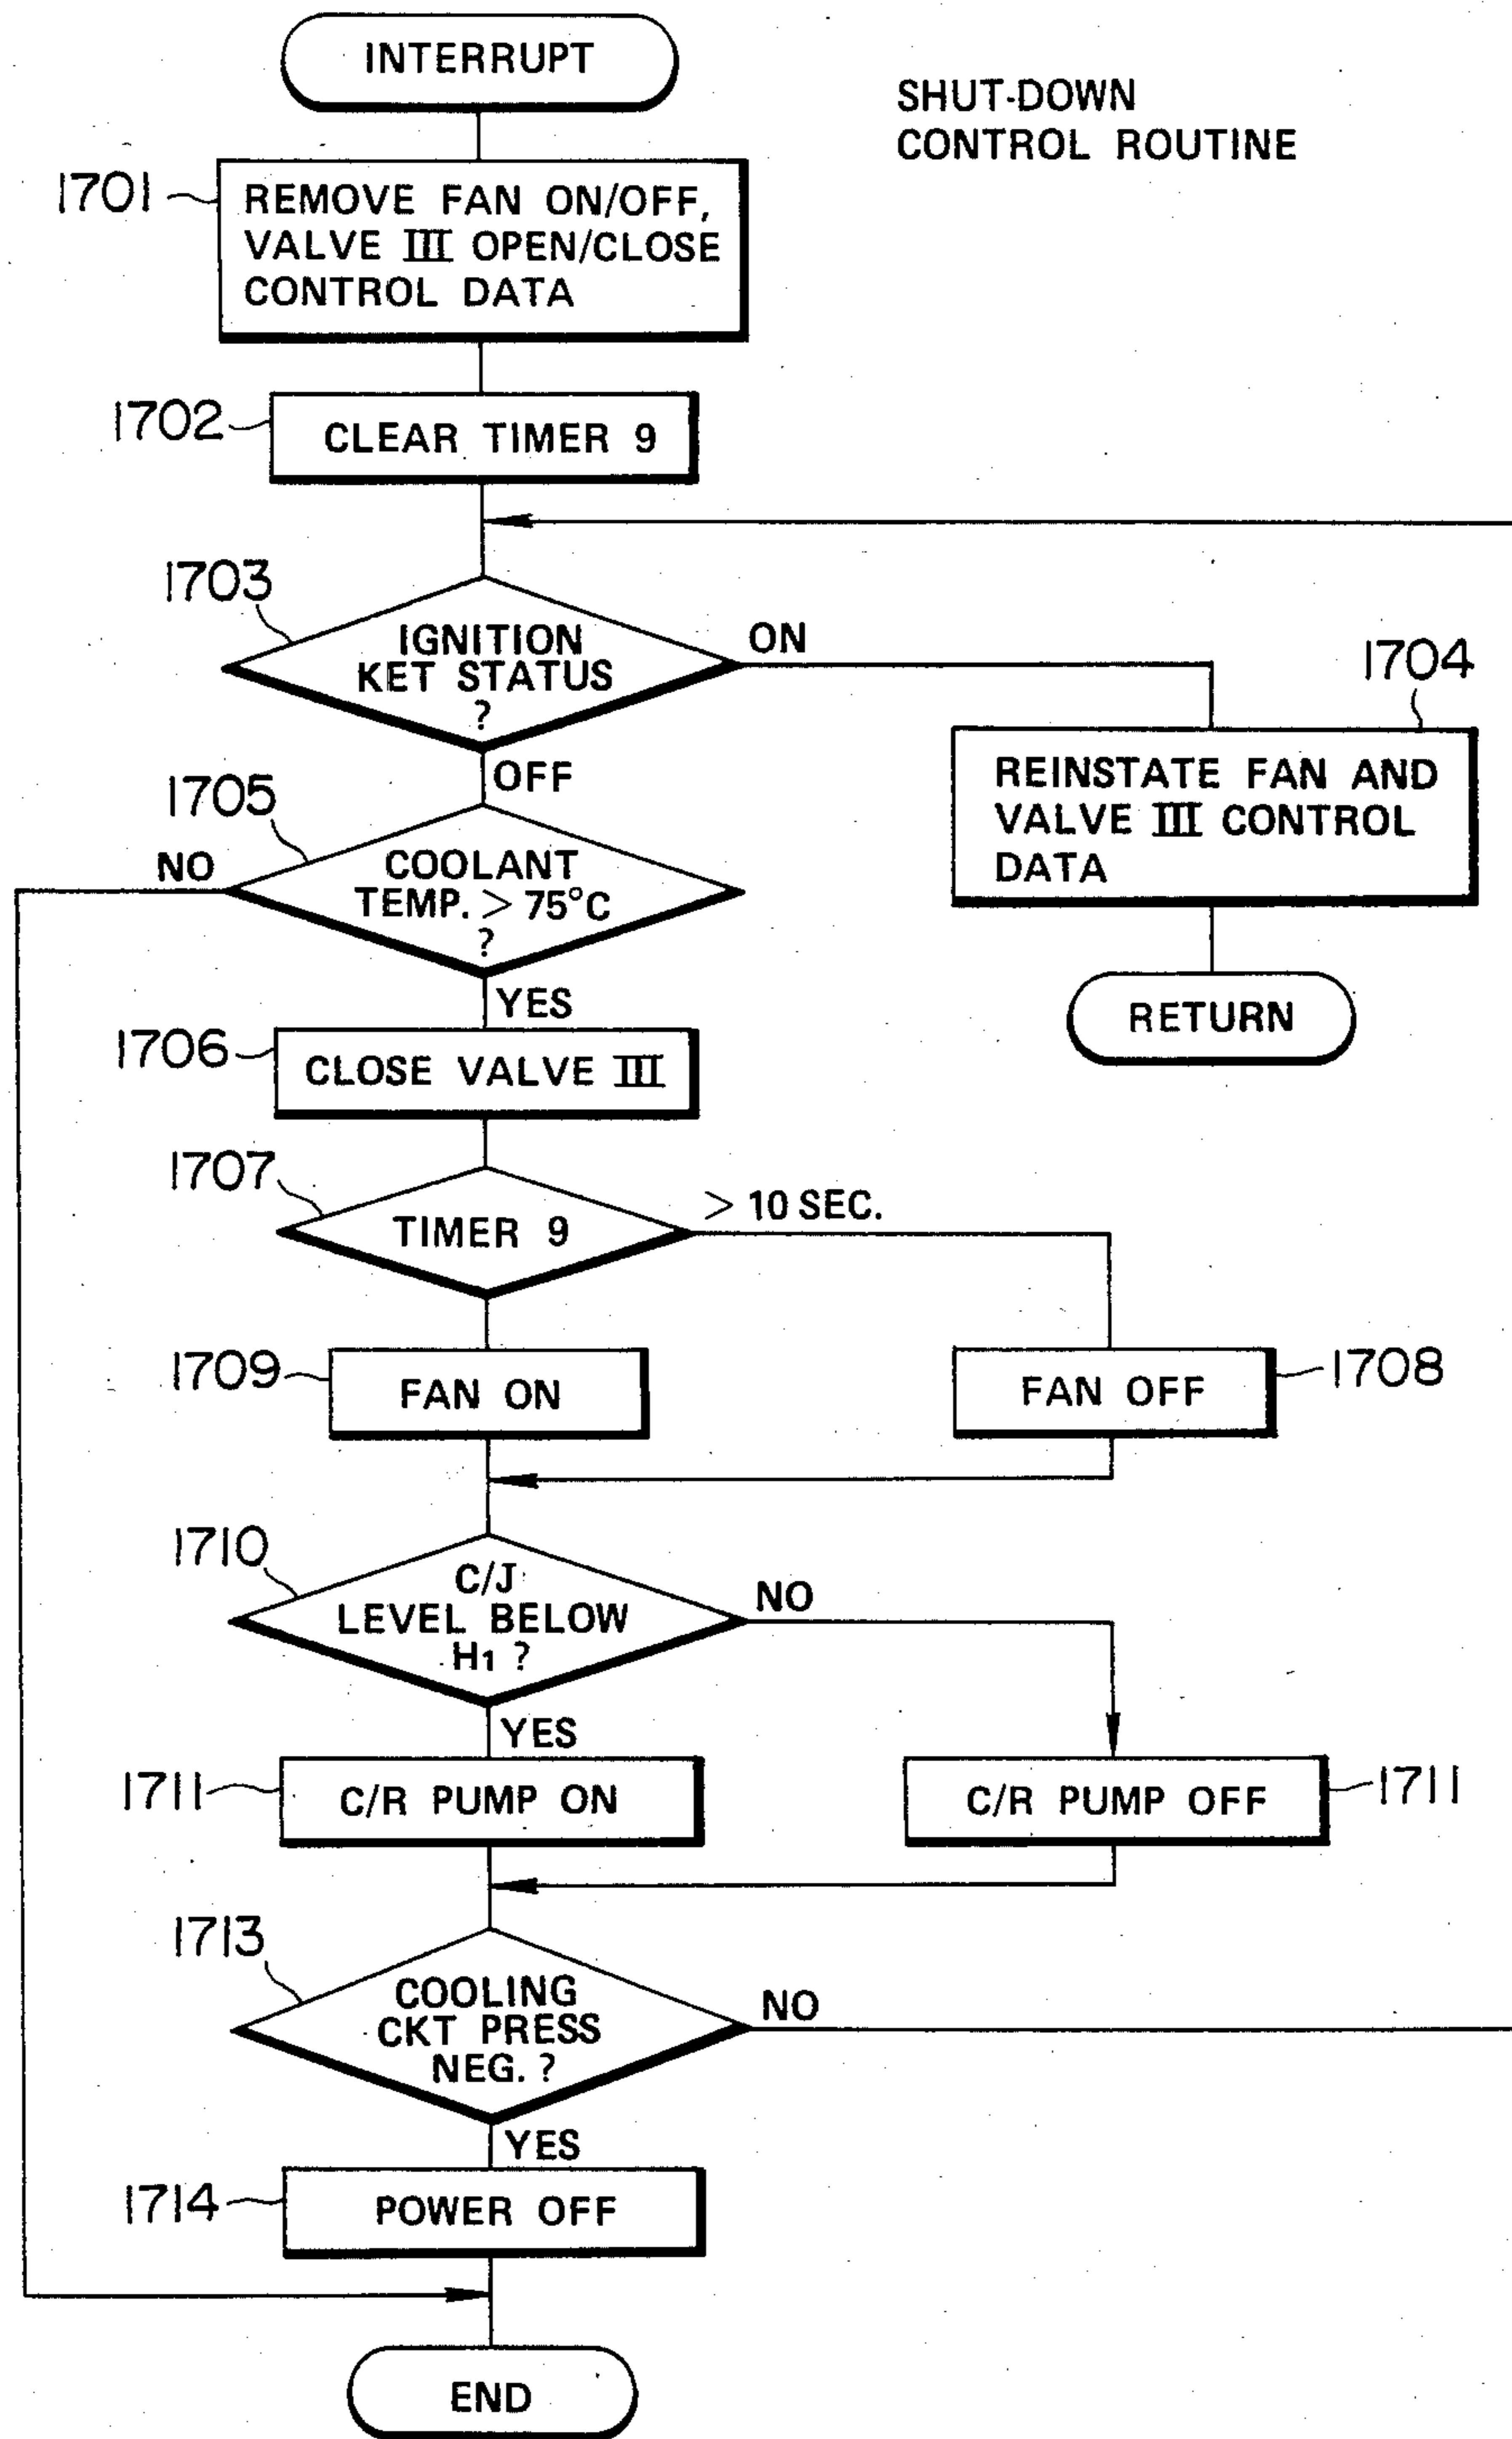 INTERRUPT
SHUT-DOWN
CONTROL ROUTINE
1701
REMOVE FAN ON/OFF,
VALVE III OPEN/CLOSE
CONTROL DATA
1702
CLEAR TIMER 9
1703
IGNITION
KET STATUS
?
ON
1704
REINSTATE FAN AND
VALVE III CONTROL
DATA
RETURN
OFF
1705
NO
COOLANT
TEMP. > 75°C
?
YES
1706
CLOSE VALVE III
1707
TIMER 9
> 10 SEC.
1709
FAN ON
FAN OFF
1708
1710
C/J
LEVEL BELOW
H1 ?
NO
YES
1711
C/R PUMP ON
C/R PUMP OFF
1711
1713
COOLING
CKT PRESS
NEG. ?
NO
YES
1714
POWER OFF
END